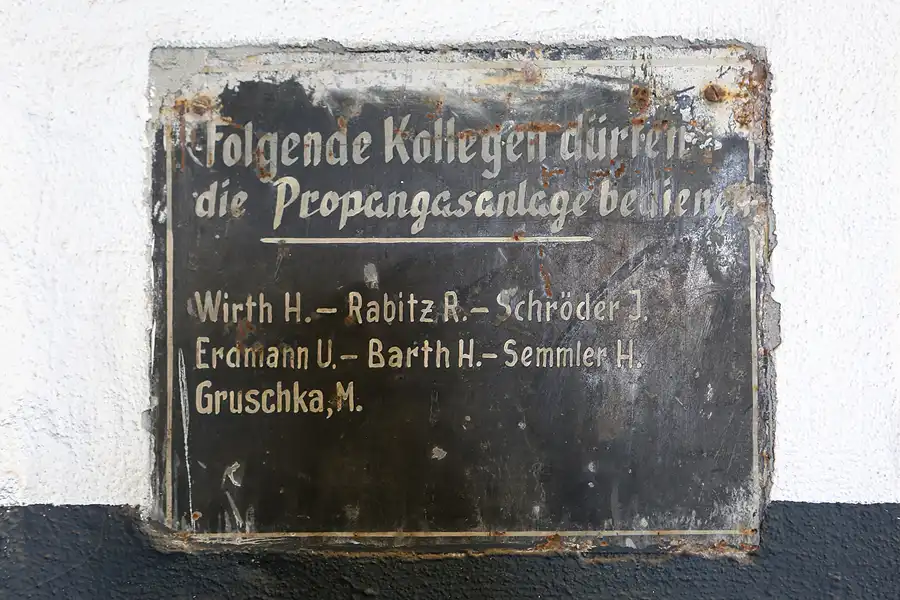 Folgende Kollegen dürfen
die Propangasanlage bedienen
Wirth H. – Rabitz R. – Schröder J.
Erdmann U. – Barth H. – Semmler H.
Gruschka, M.